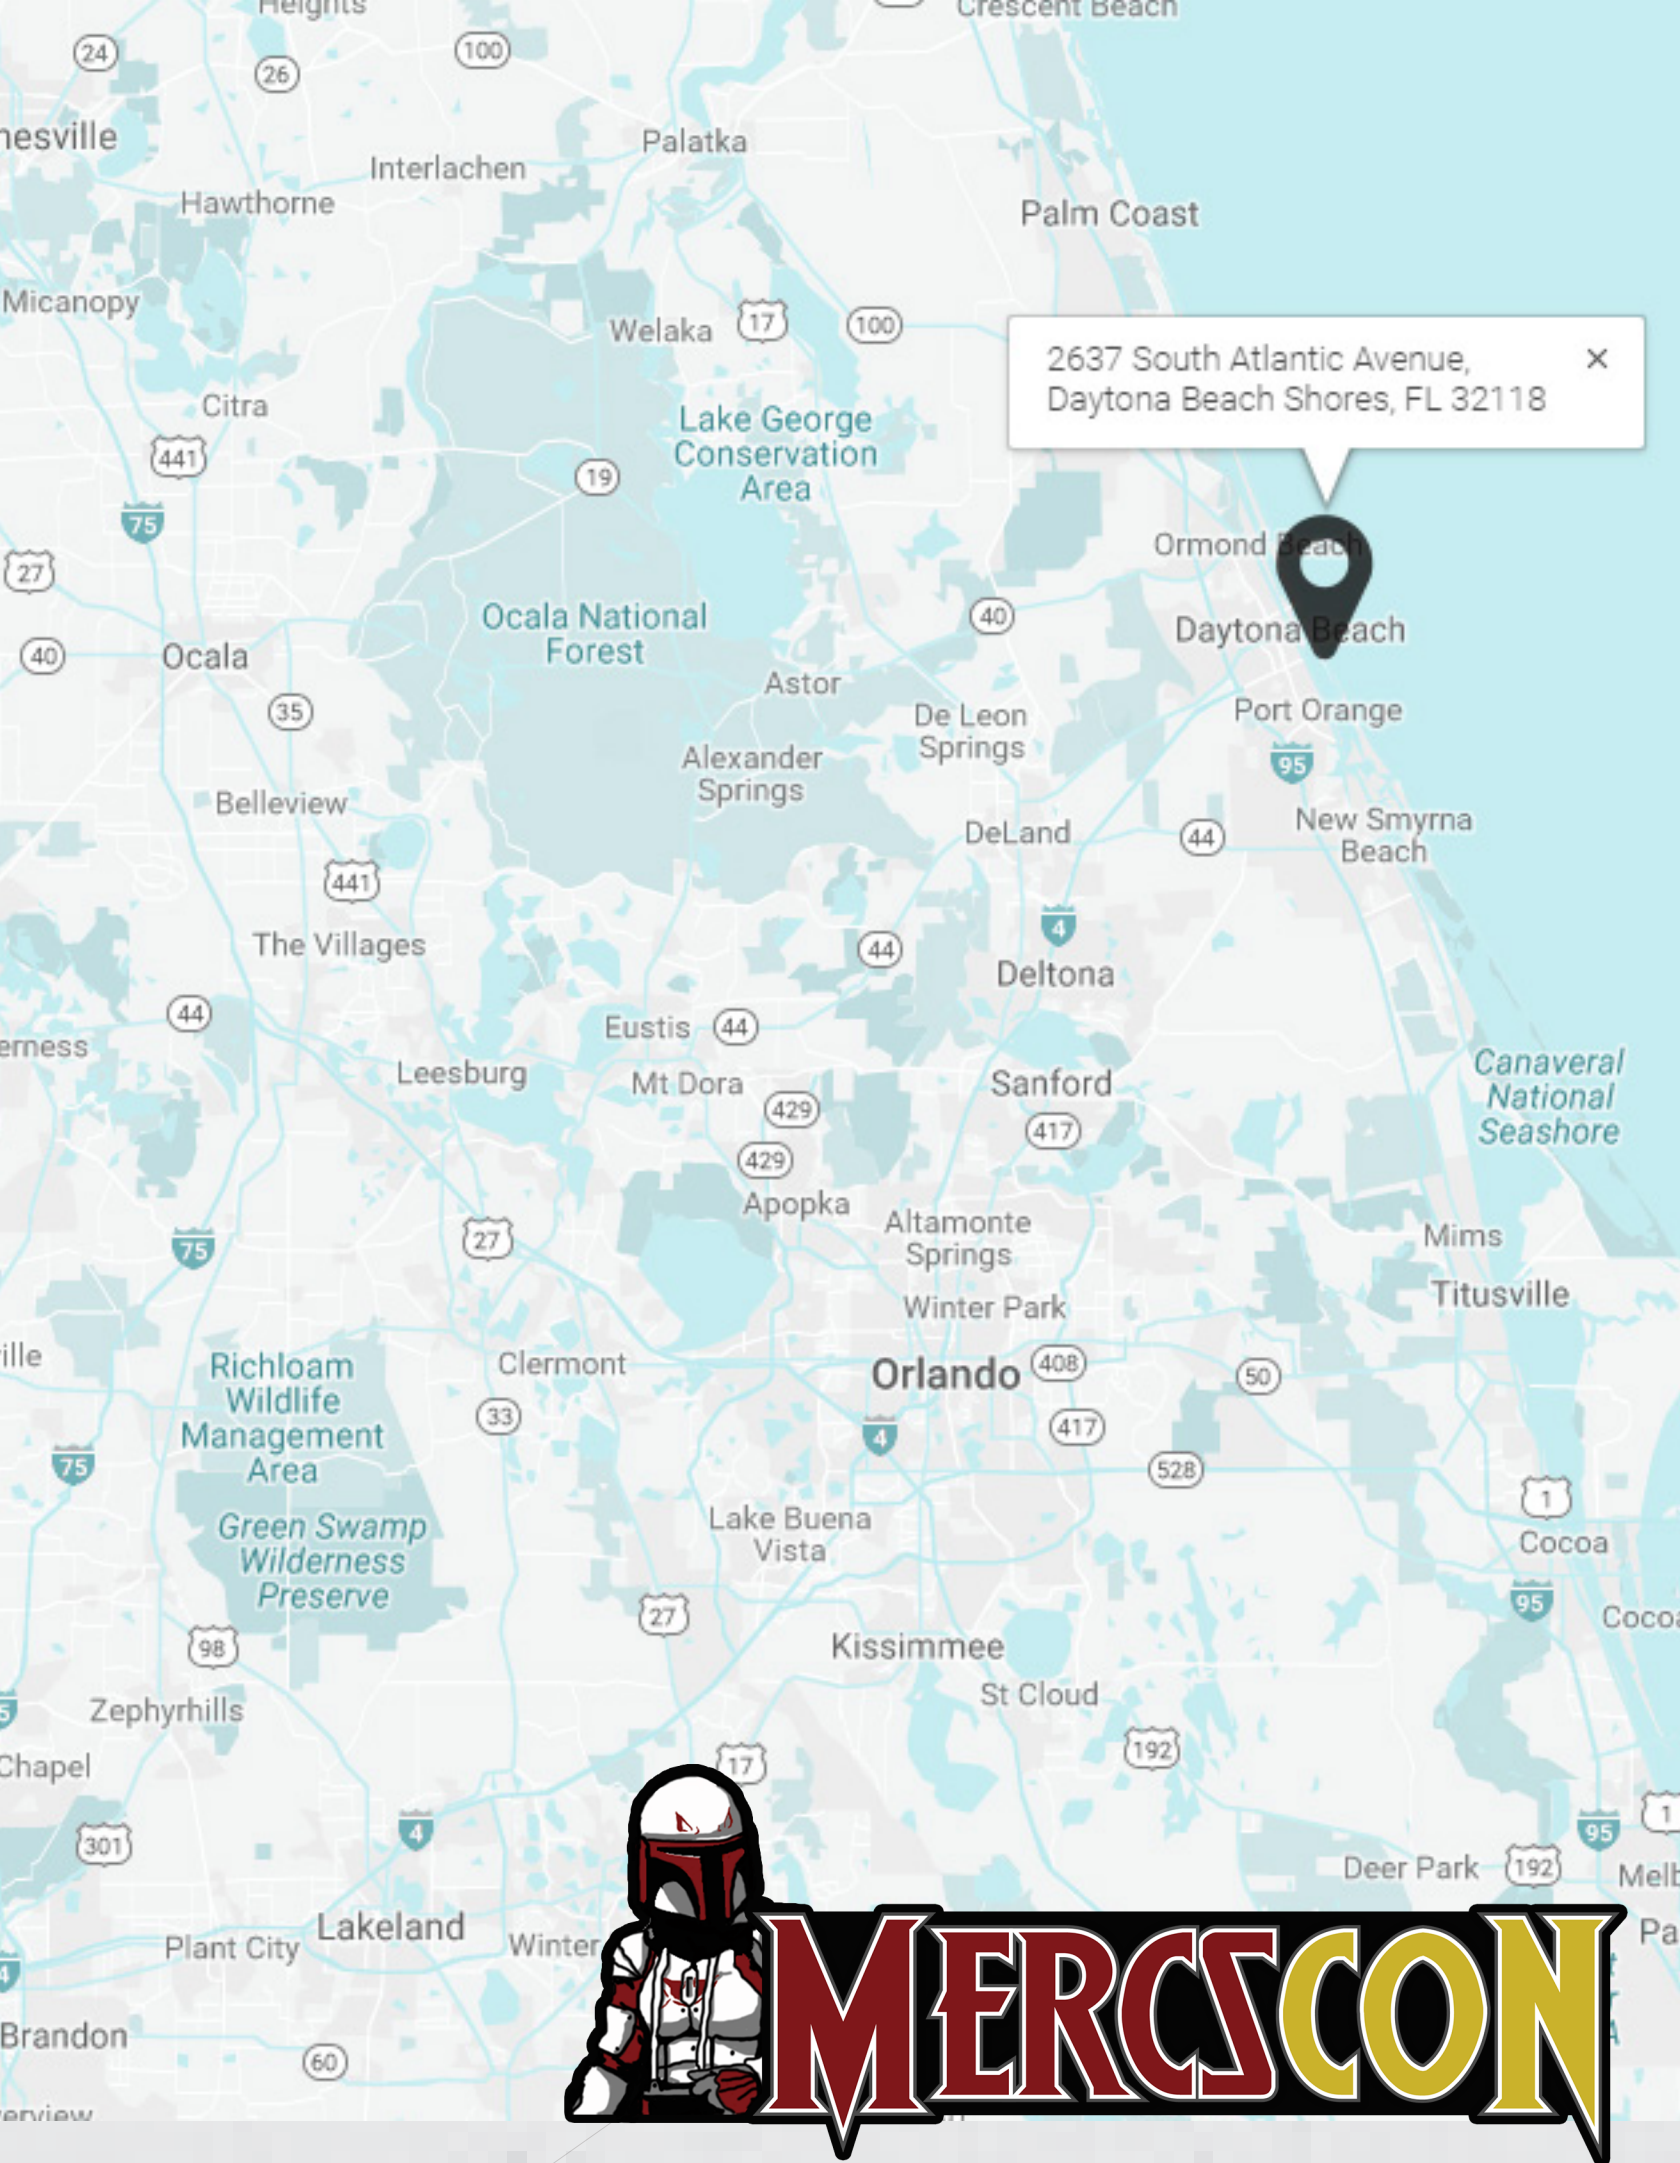 Heights
Crescent Beach
24
26
100
nesville
Interlachen
Palatka
Hawthorne
Palm Coast
Micanopy
Welaka
17
100
2637 South Atlantic Avenue,
Daytona Beach Shores, FL 32118
×
Citra
441
Lake George
Conservation
Area
19
75
27
Ormond Beach
Ocala National
Forest
40
Daytona Beach
40
Ocala
Astor
35
De Leon
Springs
Port Orange
Alexander
Springs
95
Belleview
DeLand
44
New Smyrna
Beach
441
The Villages
44
4
Deltona
44
Eustis
44
erness
Leesburg
Mt Dora
Sanford
Canaveral
National
Seashore
429
417
429
Apopka
Altamonte
Springs
Mims
75
27
Winter Park
Titusville
ille
Richloam
Wildlife
Management
Area
Clermont
Orlando
408
50
33
4
417
75
528
1
Green Swamp
Wilderness
Preserve
Lake Buena
Vista
Cocoa
95
27
98
Kissimmee
Cocoa
Zephyrhills
St Cloud
5
Chapel
192
17
301
4
95
1
Deer Park
192
Melb
Lakeland
Plant City
Winter
Pa
4
Brandon
60
MERCSCON
erview